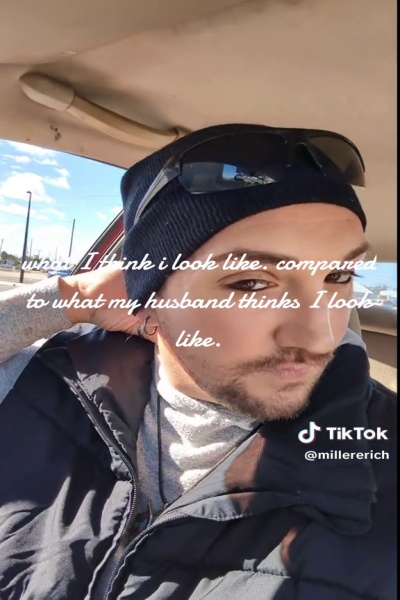 what I think i look like. compared
to what my husband thinks I look
like.
TikTok
@millererich